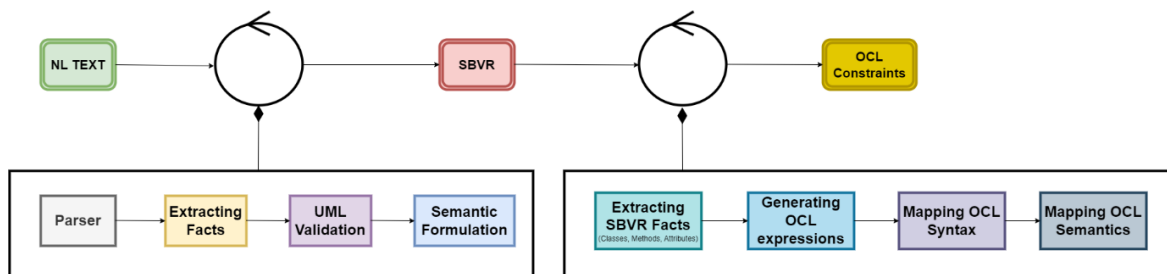 NL TEXT
SBVR
OCL
Constraints
Parser
Extracting
Facts
UML
Validation
Semantic
Formulation
Extracting
SBVR Facts
(Classes, Methods, Attributes)
Generating
OCL
expressions
Mapping OCL
Syntax
Mapping OCL
Semantics